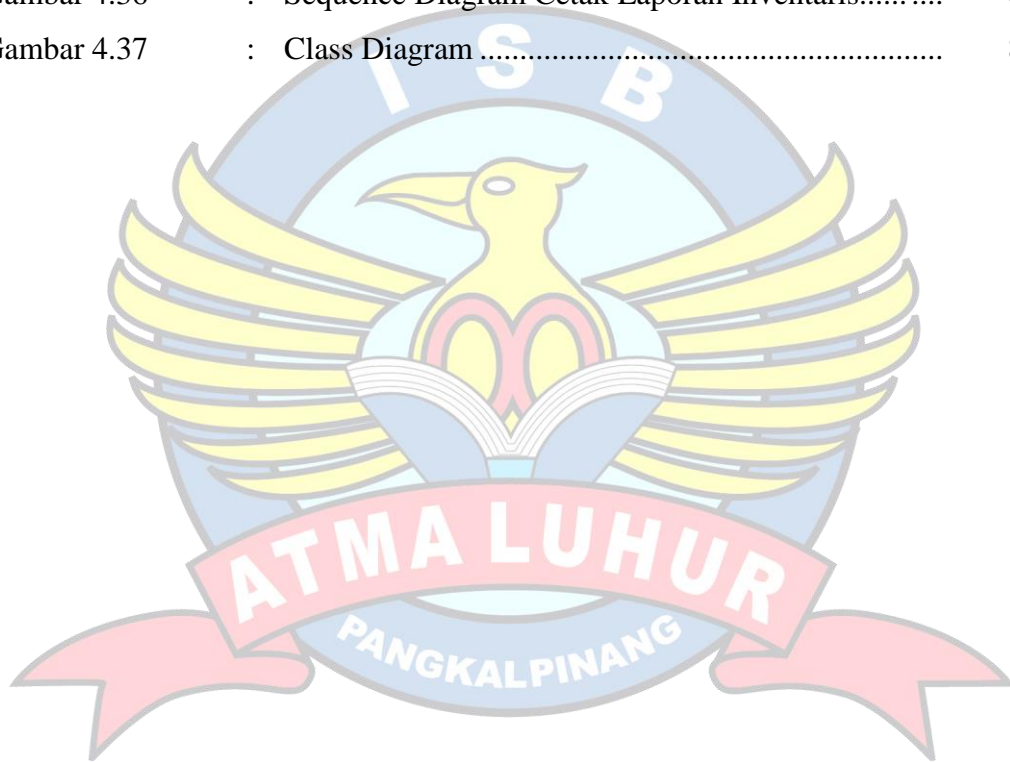 : Sequence Diagram Cetak Laporan Inventaris..........
Gambar 4.37 : Class Diagram ........................................................
I S B
ATMA LUHUR
PANGKALPINANG